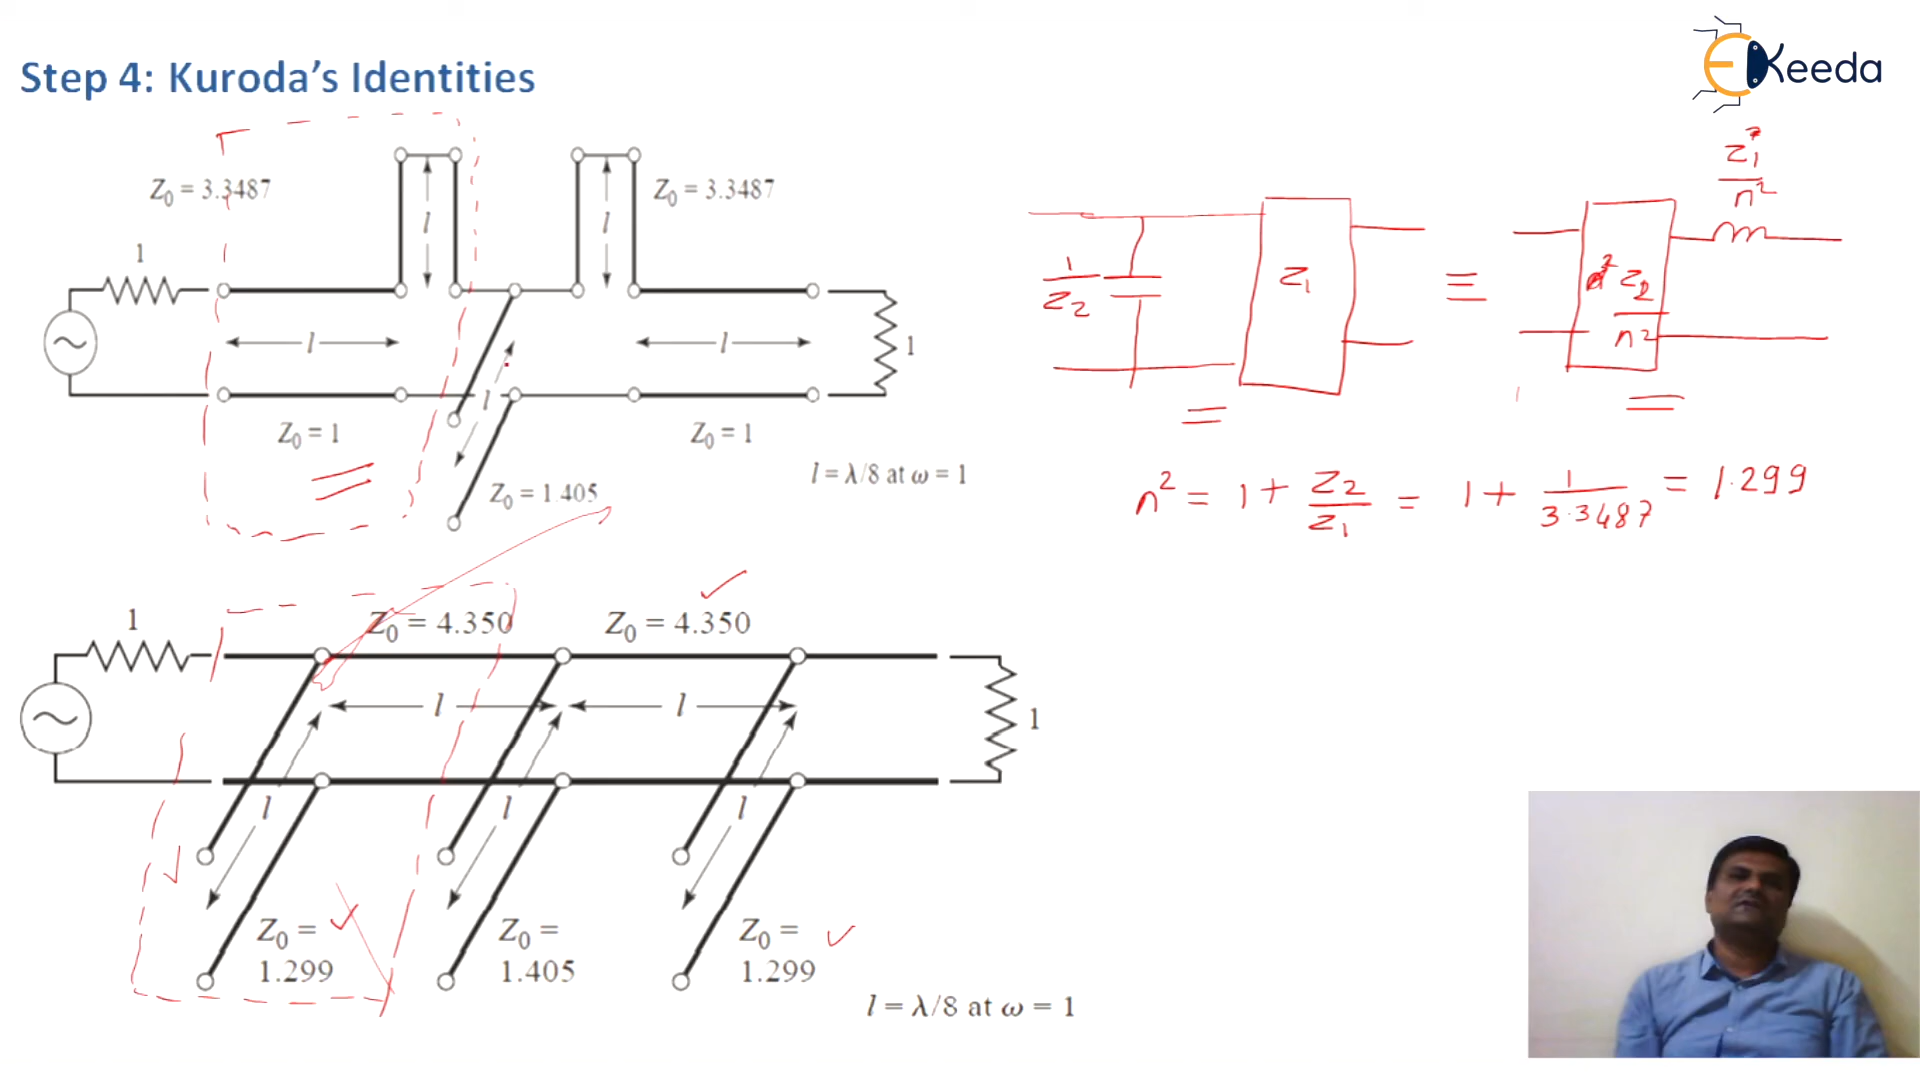 Step 4: Kuroda's Identities
EKeeda
Z₀ = 3.3487
l
l
Z₀ = 3.3487
1
l
l
l
1
Z₀ = 1
Z₀ = 1
Z₀ = 1.405
l = λ/8 at ω = 1
1/Z₂
Z₁
≡
Z₂/n²
Z₁/n²
n² = 1 + Z₂/Z₁ = 1 + 1/3.3487 = 1.299
1
Z₀ = 4.350
Z₀ = 4.350
l
l
1
l
l
l
Z₀ =
1.299
Z₀ =
1.405
Z₀ =
1.299
l = λ/8 at ω = 1